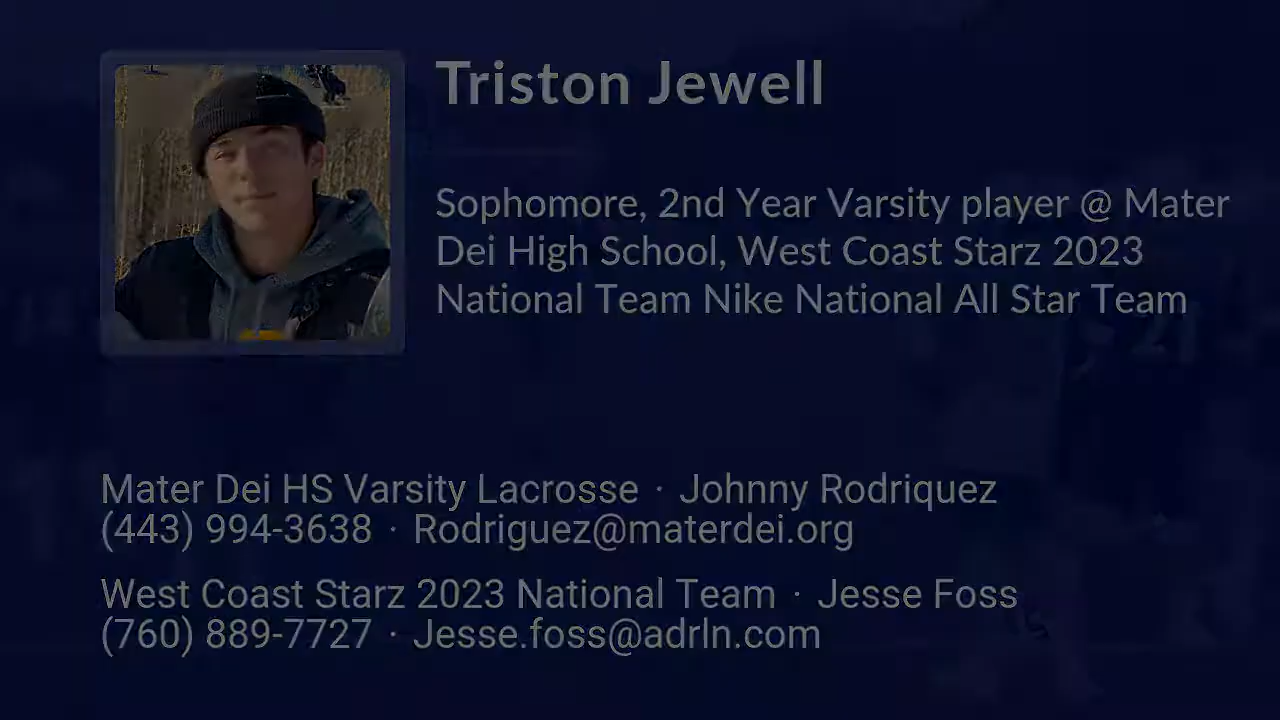 Triston Jewell
Sophomore, 2nd Year Varsity player @ Mater
Dei High School, West Coast Starz 2023
National Team Nike National All Star Team
Mater Dei HS Varsity Lacrosse · Johnny Rodriquez
(443) 994-3638 · Rodriguez@materdei.org
West Coast Starz 2023 National Team · Jesse Foss
(760) 889-7727 · Jesse.foss@adrln.com